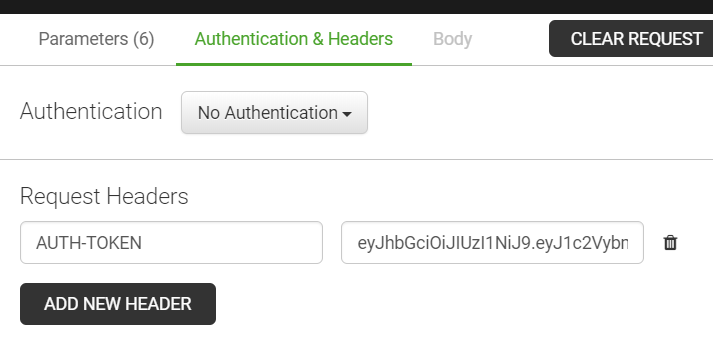 Parameters (6) Authentication & Headers Body CLEAR REQUEST
Authentication No Authentication
Request Headers
AUTH-TOKEN eyJhbGciOiJIUzI1NiJ9.eyJ1c2Vybn
ADD NEW HEADER